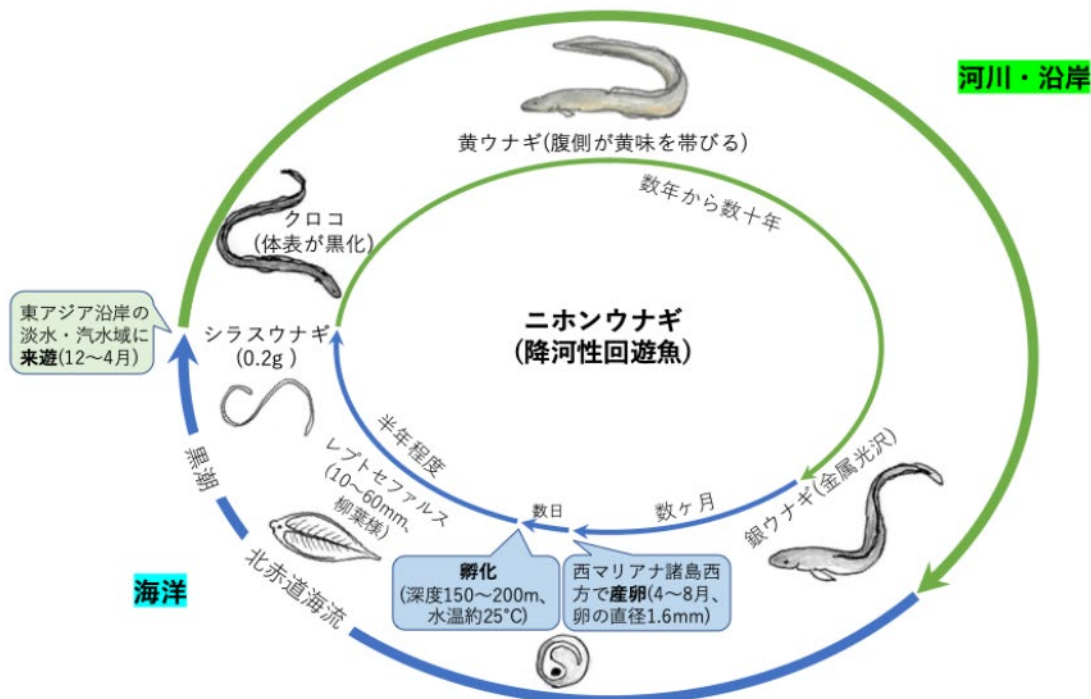 河川・沿岸
黄ウナギ(腹側が黄味を帯びる)
数年から数十年
クロコ
(体表が黒化)
東アジア沿岸の
淡水・汽水域に
来遊(12〜4月)
シラスウナギ
(0.2g )
ニホンウナギ
(降河性回遊魚)
半年程度
レプトセファルス
(10〜60mm、
柳葉様)
黒潮
北赤道海流
海洋
数日
数ヶ月
銀ウナギ(金属光沢)
孵化
(深度150〜200m、
水温約25°C)
西マリアナ諸島西
方で産卵(4〜8月、
卵の直径1.6mm)